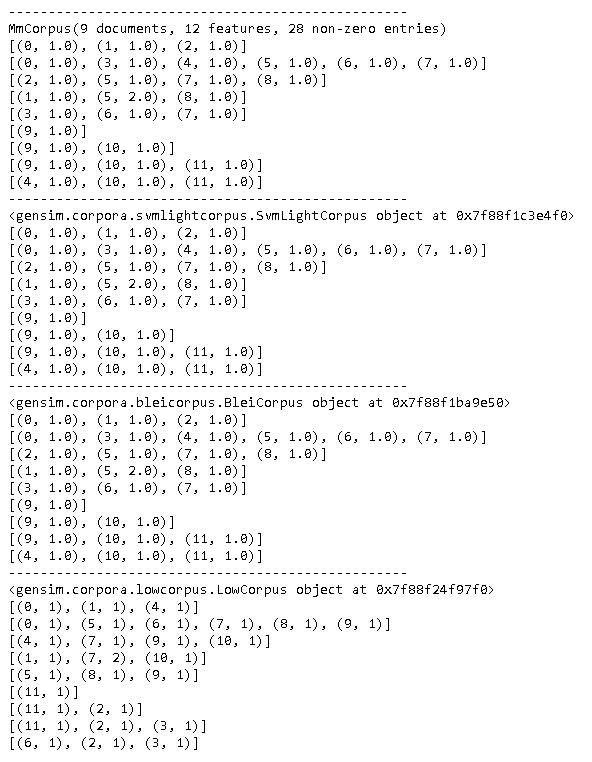 --------------------------------------------------
MmCorpus(9 documents, 12 features, 28 non-zero entries)
[(0, 1.0), (1, 1.0), (2, 1.0)]
[(0, 1.0), (3, 1.0), (4, 1.0), (5, 1.0), (6, 1.0), (7, 1.0)]
[(2, 1.0), (5, 1.0), (7, 1.0), (8, 1.0)]
[(1, 1.0), (5, 2.0), (8, 1.0)]
[(3, 1.0), (6, 1.0), (7, 1.0)]
[(9, 1.0)]
[(9, 1.0), (10, 1.0)]
[(9, 1.0), (10, 1.0), (11, 1.0)]
[(4, 1.0), (10, 1.0), (11, 1.0)]
--------------------------------------------------
<gensim.corpora.svmlightcorpus.SvmLightCorpus object at 0x7f88f1c3e4f0>
[(0, 1.0), (1, 1.0), (2, 1.0)]
[(0, 1.0), (3, 1.0), (4, 1.0), (5, 1.0), (6, 1.0), (7, 1.0)]
[(2, 1.0), (5, 1.0), (7, 1.0), (8, 1.0)]
[(1, 1.0), (5, 2.0), (8, 1.0)]
[(3, 1.0), (6, 1.0), (7, 1.0)]
[(9, 1.0)]
[(9, 1.0), (10, 1.0)]
[(9, 1.0), (10, 1.0), (11, 1.0)]
[(4, 1.0), (10, 1.0), (11, 1.0)]
--------------------------------------------------
<gensim.corpora.bleicorpus.BleiCorpus object at 0x7f88f1ba9e50>
[(0, 1.0), (1, 1.0), (2, 1.0)]
[(0, 1.0), (3, 1.0), (4, 1.0), (5, 1.0), (6, 1.0), (7, 1.0)]
[(2, 1.0), (5, 1.0), (7, 1.0), (8, 1.0)]
[(1, 1.0), (5, 2.0), (8, 1.0)]
[(3, 1.0), (6, 1.0), (7, 1.0)]
[(9, 1.0)]
[(9, 1.0), (10, 1.0)]
[(9, 1.0), (10, 1.0), (11, 1.0)]
[(4, 1.0), (10, 1.0), (11, 1.0)]
--------------------------------------------------
<gensim.corpora.lowcorpus.LowCorpus object at 0x7f88f24f97f0>
[(0, 1), (1, 1), (4, 1)]
[(0, 1), (5, 1), (6, 1), (7, 1), (8, 1), (9, 1)]
[(4, 1), (7, 1), (9, 1), (10, 1)]
[(1, 1), (7, 2), (10, 1)]
[(5, 1), (8, 1), (9, 1)]
[(11, 1)]
[(11, 1), (2, 1)]
[(11, 1), (2, 1), (3, 1)]
[(6, 1), (2, 1), (3, 1)]